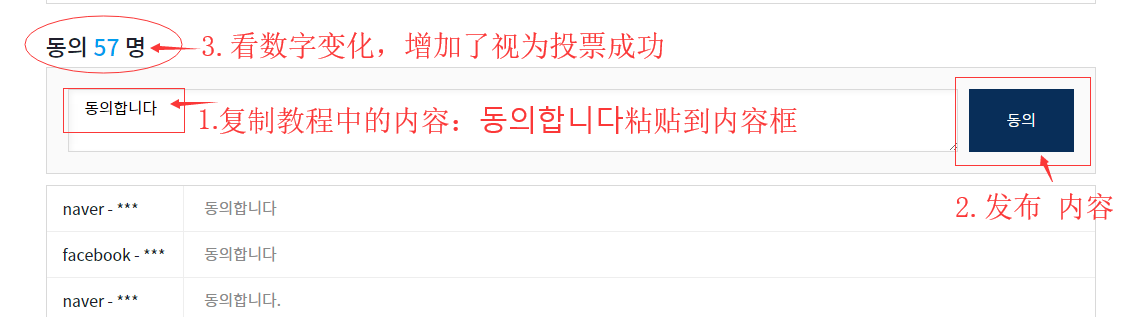 동의 57 명
3.看数字变化，增加了视为投票成功
동의합니다
1.复制教程中的内容：동의합니다粘贴到内容框
동의
2.发布 内容
naver - ***
동의합니다
facebook - ***
동의합니다
naver - ***
동의합니다.